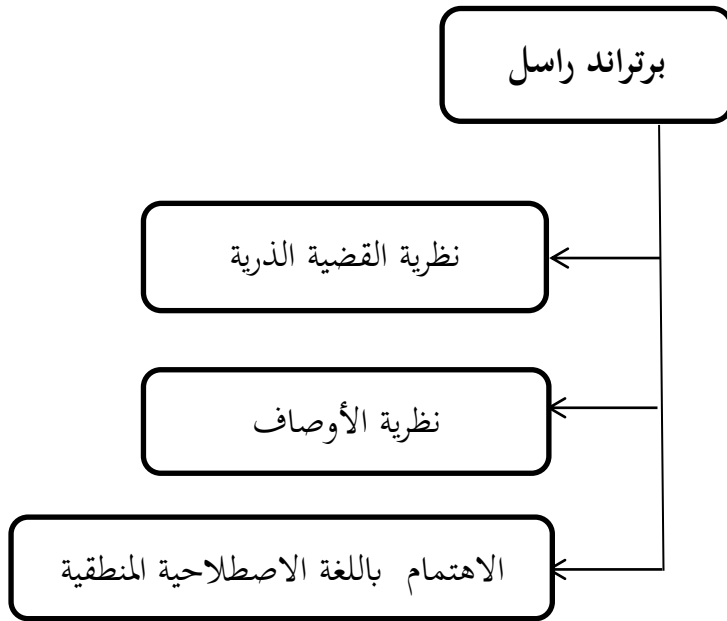 برتراند راسل
نظرية القضية الذرية
نظرية الأوصاف
الاهتمام باللغة الاصطلاحية المنطقية